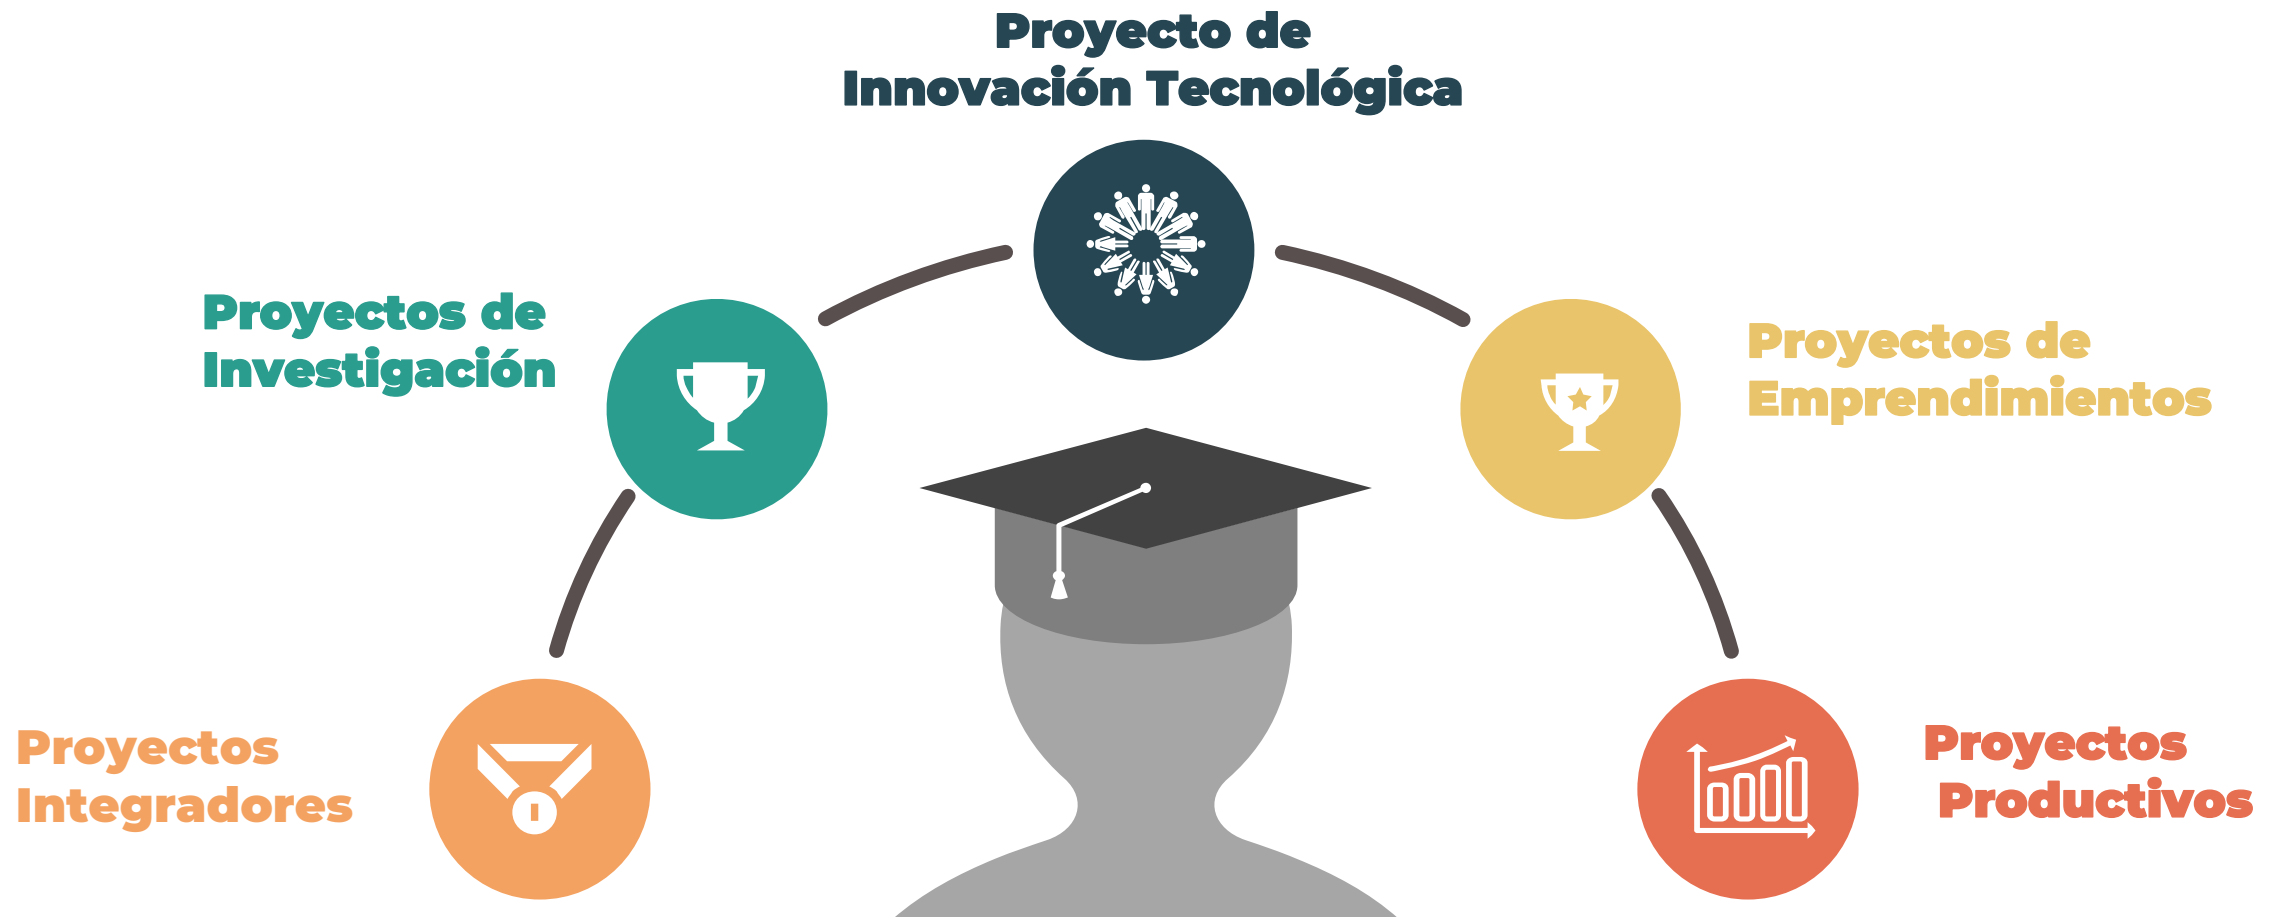 Proyecto de
Innovación Tecnológica
Proyectos de
Investigación
Proyectos de
Emprendimientos
Proyectos
Integradores
Proyectos
Productivos